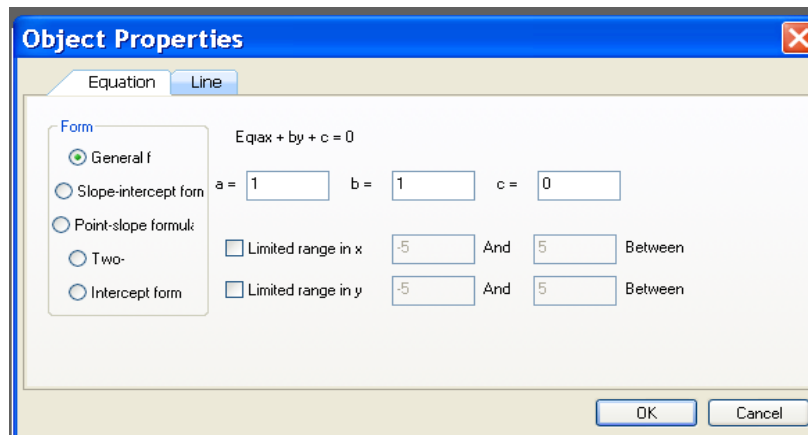 Object Properties
Equation Line
Form
General f
Slope-intercept forn
Point-slope formula
Two-
Intercept form
Eqıax + by + c = 0
a = 1 b = 1 c = 0
Limited range in x -5 And 5 Between
Limited range in y -5 And 5 Between
OK Cancel